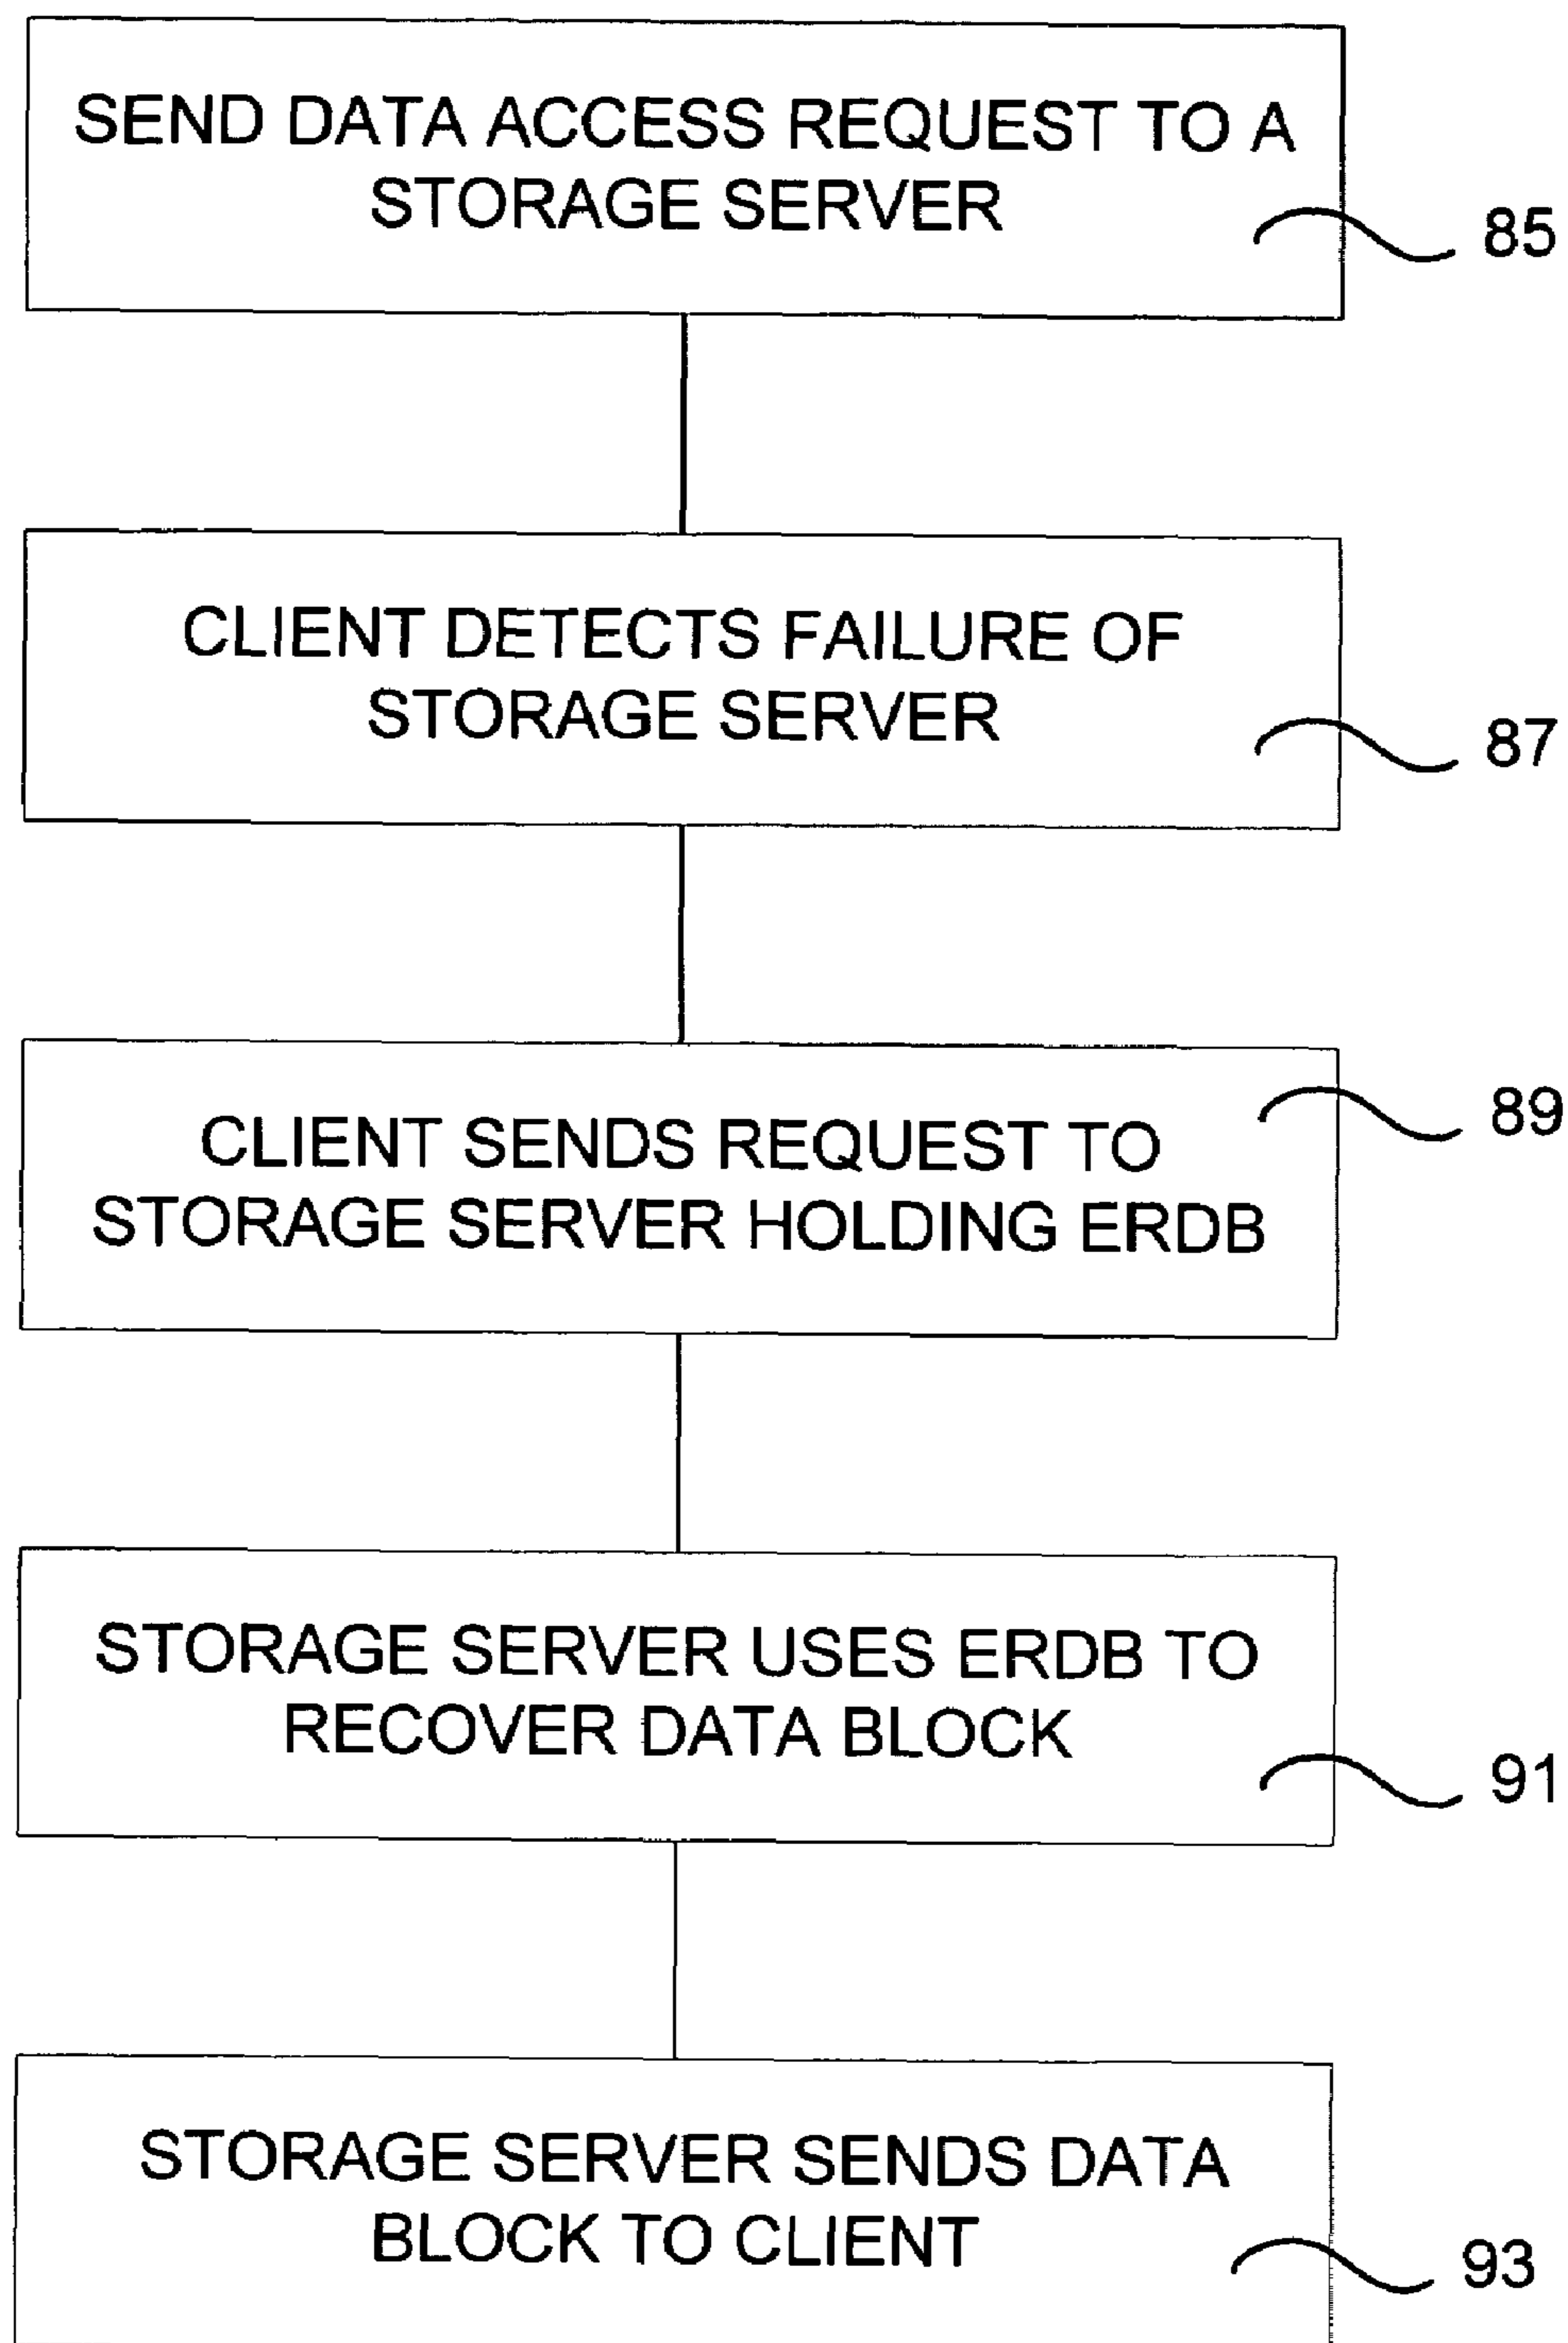 SEND DATA ACCESS REQUEST TO A
STORAGE SERVER
85
CLIENT DETECTS FAILURE OF
STORAGE SERVER
87
CLIENT SENDS REQUEST TO
STORAGE SERVER HOLDING ERDB
89
STORAGE SERVER USES ERDB TO
RECOVER DATA BLOCK
91
STORAGE SERVER SENDS DATA
BLOCK TO CLIENT
93